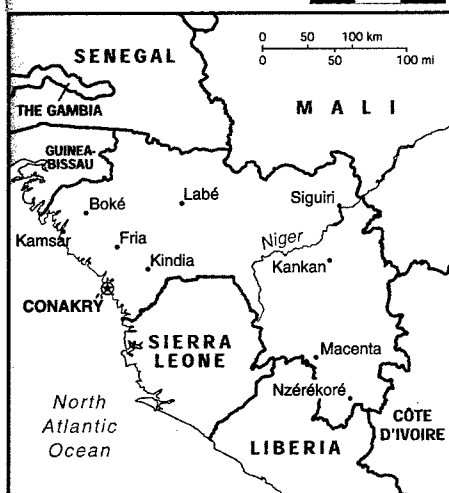 SENEGAL
0 50 100 km
0 50 100 mi
MALI
THE GAMBIA
GUINEA-
BISSAU
Boké
Labé
Siguiri
Kamsar
Fria
Niger
Kindia
Kankan
CONAKRY
SIERRA
LEONE
Macenta
Nzérékoré
North
Atlantic
Ocean
CÔTE
D'IVOIRE
LIBERIA